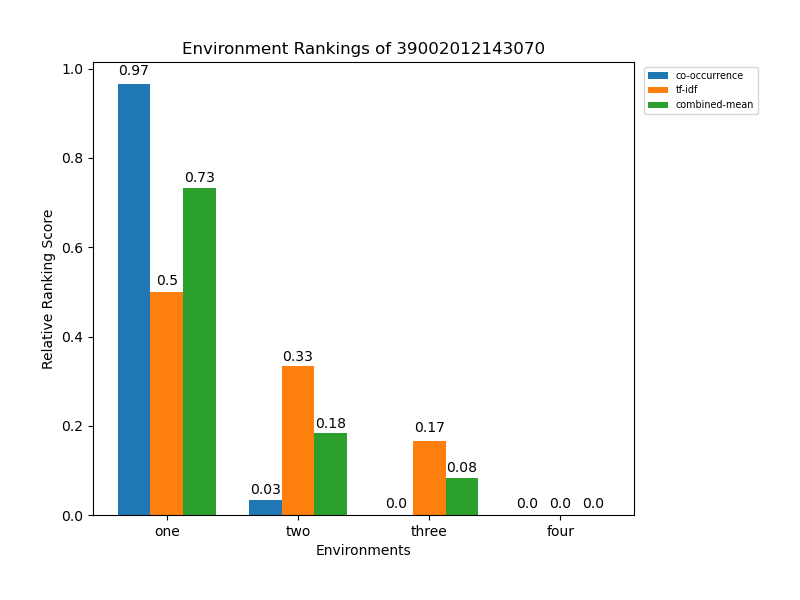 Environment Rankings of 39002012143070
co-occurrence
tf-idf
combined-mean
Relative Ranking Score
1.0
0.8
0.6
0.4
0.2
0.0
0.97
0.5
0.73
0.03
0.33
0.18
0.0
0.17
0.08
0.0
0.0
0.0
one
two
three
four
Environments